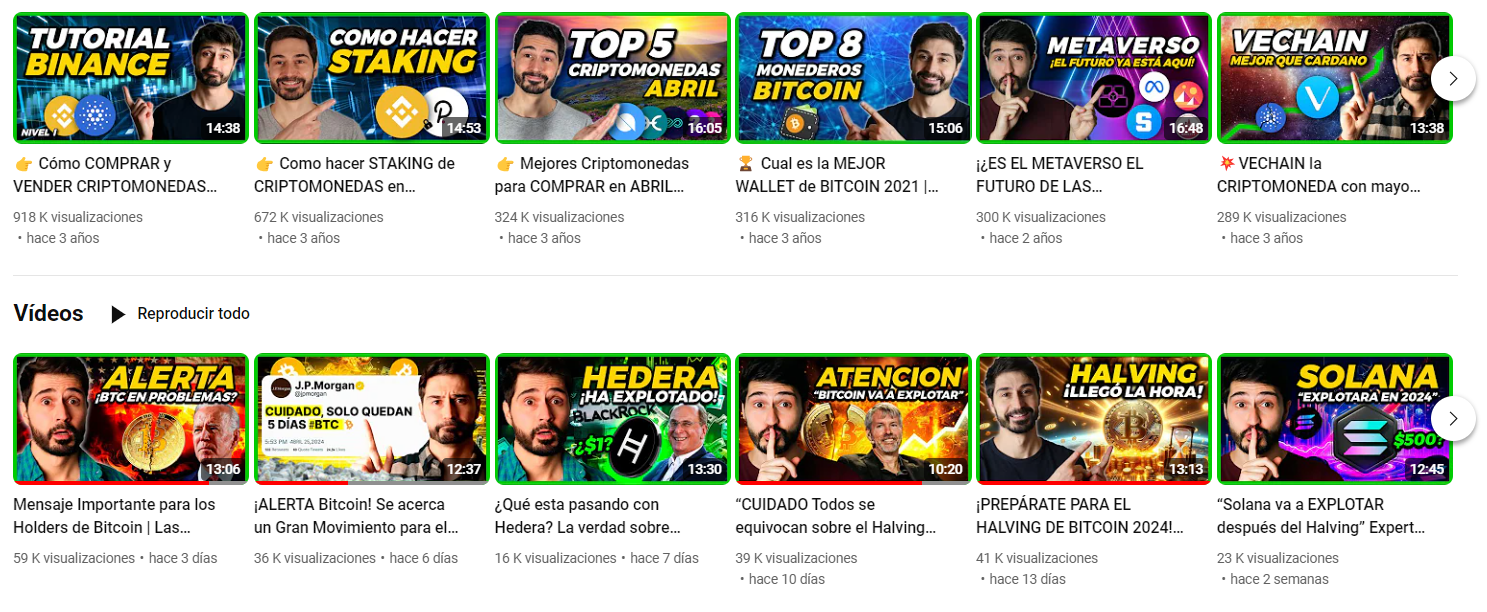 TUTORIAL
BINANCE
NIVEL I
14:38
COMO HACER
STAKING
14:53
TOP 5
CRIPTOMONEDAS
ABRIL
16:05
TOP 8
MONEDEROS
BITCOIN
15:06
METAVERSO
¡EL FUTURO YA ESTÁ AQUÍ!
16:48
VECHAIN
MEJOR QUE CARDANO
13:38
👉 Cómo COMPRAR y
VENDER CRIPTOMONEDAS…
918 K visualizaciones
• hace 3 años
👉 Como hacer STAKING de
CRIPTOMONEDAS en…
672 K visualizaciones
• hace 3 años
👉 Mejores Criptomonedas
para COMPRAR en ABRIL…
324 K visualizaciones
• hace 3 años
🏆 Cual es la MEJOR
WALLET de BITCOIN 2021 |…
316 K visualizaciones
• hace 3 años
¡¿ES EL METAVERSO EL
FUTURO DE LAS…
300 K visualizaciones
• hace 2 años
💥 VECHAIN la
CRIPTOMONEDA con mayo…
289 K visualizaciones
• hace 3 años
Vídeos
Reproducir todo
ALERTA
¿BTC EN PROBLEMAS?
13:06
J.P.Morgan
J.P.Morgan
@jpmorgan
CUIDADO, SOLO QUEDAN
5 DÍAS #BTC
5:53 PM · ABRIL 25, 2024
12:37
HEDERA
¡HA EXPLOTADO!
BLACKROCK
¿$1?
13:30
ATENCION
"BITCOIN VA A EXPLOTAR"
10:20
HALVING
¡LLEGÓ LA HORA!
13:13
SOLANA
"EXPLOTARÁ EN 2024"
$500?
12:45
Mensaje Importante para los
Holders de Bitcoin | Las…
59 K visualizaciones • hace 3 días
¡ALERTA Bitcoin! Se acerca
un Gran Movimiento para el…
36 K visualizaciones • hace 6 días
¿Qué esta pasando con
Hedera? La verdad sobre…
16 K visualizaciones • hace 7 días
“CUIDADO Todos se
equivocan sobre el Halving…
39 K visualizaciones
• hace 10 días
¡PREPÁRATE PARA EL
HALVING DE BITCOIN 2024!…
41 K visualizaciones
• hace 13 días
“Solana va a EXPLOTAR
después del Halving” Expert…
23 K visualizaciones
• hace 2 semanas